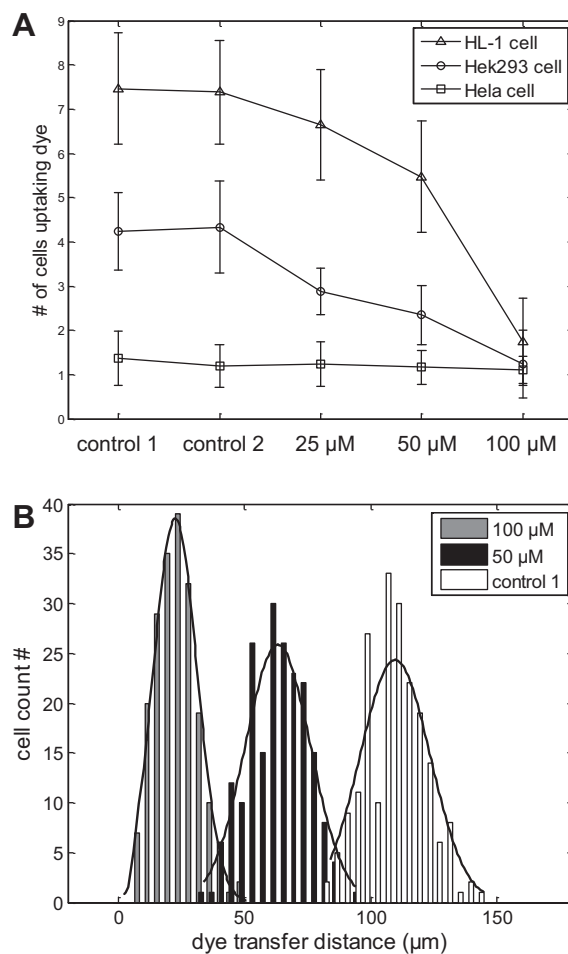 A
9
8
7
6
5
4
3
2
1
0
# of cells uptaking dye
HL-1 cell
Hek293 cell
Hela cell
control 1 control 2 25 µM 50 µM 100 µM
B
40
35
30
25
20
15
10
5
0
cell count #
100 µM
50 µM
control 1
0 50 100 150
dye transfer distance (µm)